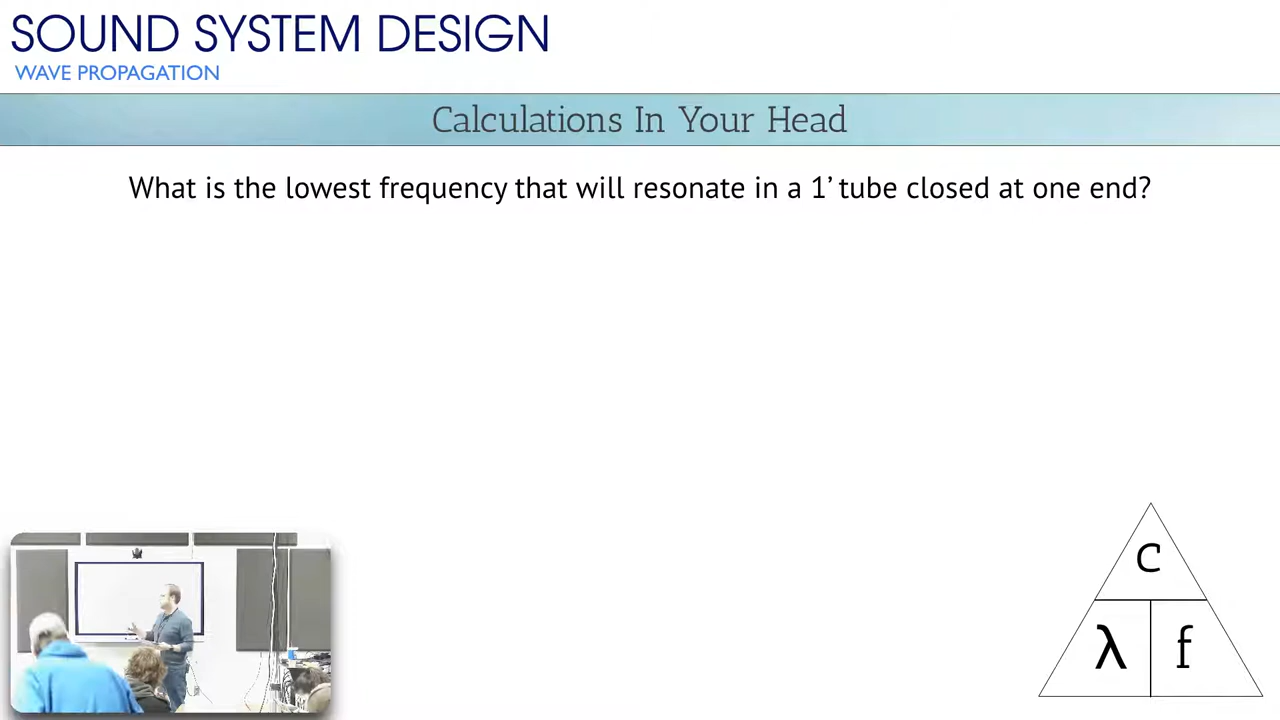 SOUND SYSTEM DESIGN
WAVE PROPAGATION
Calculations In Your Head
What is the lowest frequency that will resonate in a 1’ tube closed at one end?
c
λ f